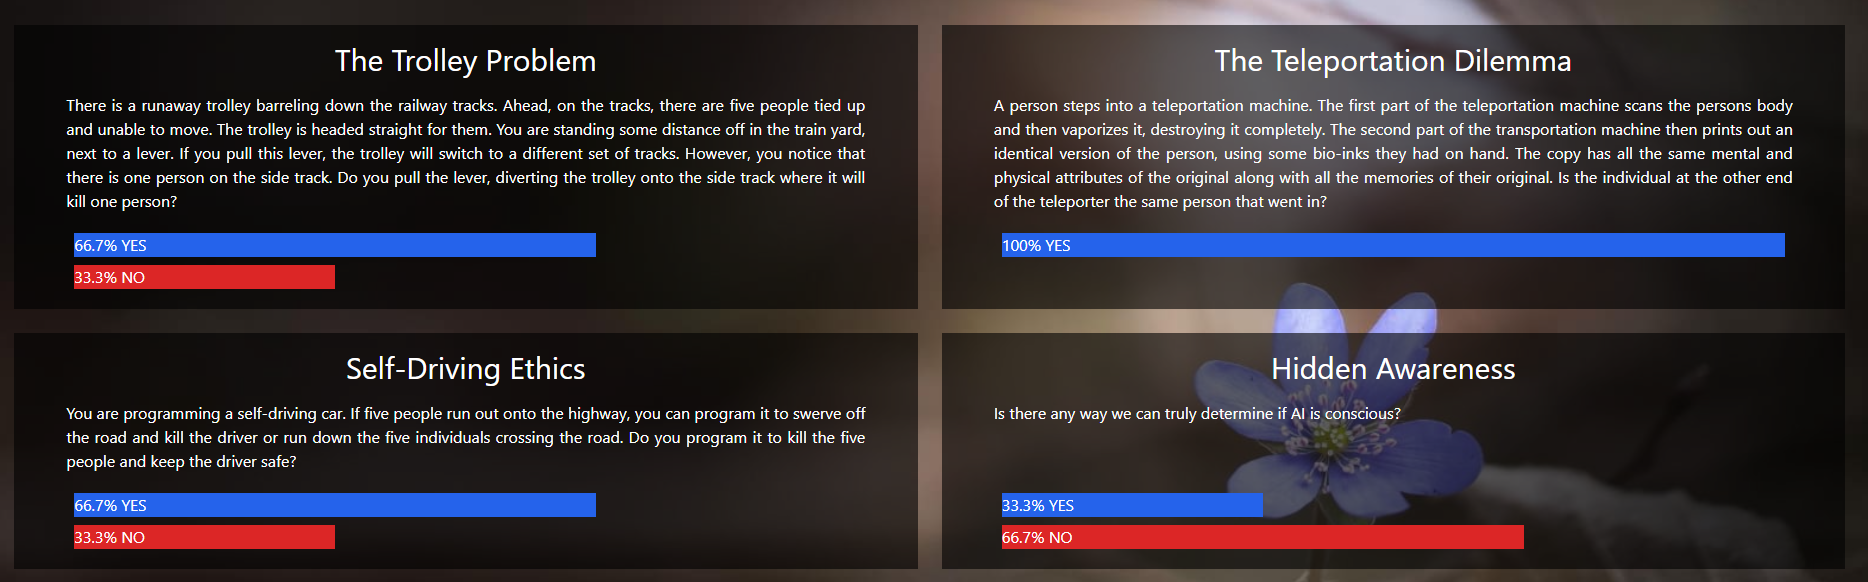 The Trolley Problem
There is a runaway trolley barreling down the railway tracks. Ahead, on the tracks, there are five people tied up
and unable to move. The trolley is headed straight for them. You are standing some distance off in the train yard,
next to a lever. If you pull this lever, the trolley will switch to a different set of tracks. However, you notice that
there is one person on the side track. Do you pull the lever, diverting the trolley onto the side track where it will
kill one person?
66.7% YES
33.3% NO
The Teleportation Dilemma
A person steps into a teleportation machine. The first part of the teleportation machine scans the persons body
and then vaporizes it, destroying it completely. The second part of the transportation machine then prints out an
identical version of the person, using some bio-inks they had on hand. The copy has all the same mental and
physical attributes of the original along with all the memories of their original. Is the individual at the other end
of the teleporter the same person that went in?
100% YES
Self-Driving Ethics
You are programming a self-driving car. If five people run out onto the highway, you can program it to swerve off
the road and kill the driver or run down the five individuals crossing the road. Do you program it to kill the five
people and keep the driver safe?
66.7% YES
33.3% NO
Hidden Awareness
Is there any way we can truly determine if AI is conscious?
33.3% YES
66.7% NO